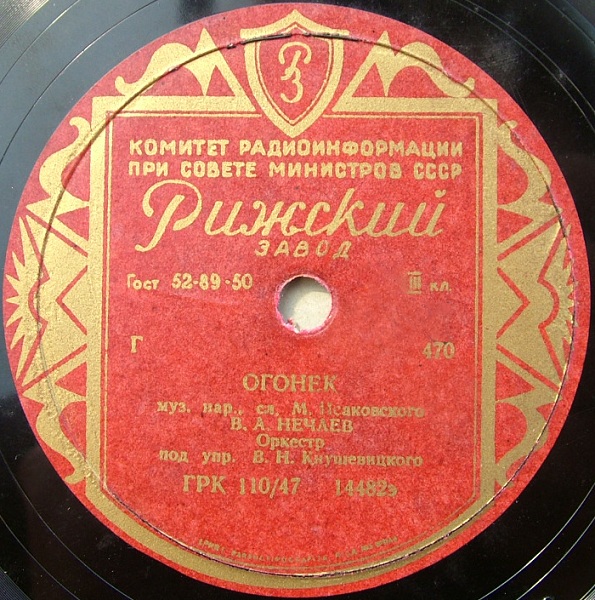 РЗ
КОМИТЕТ РАДИОИНФОРМАЦИИ
ПРИ СОВЕТЕ МИНИСТРОВ СССР
Рижский
ЗАВОД
Гост 52-89-50 III кл.
Г 470
ОГОНЕК
муз. нар., сл. М. Исаковского
В. А. НЕЧАЕВ
Оркестр
под упр. В. Н. Кнушевицкого
ГРК 110/47 14482э